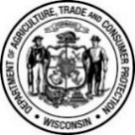 DEPARTMENT OF AGRICULTURE, TRADE AND CONSUMER PROTECTION
• WISCONSIN •